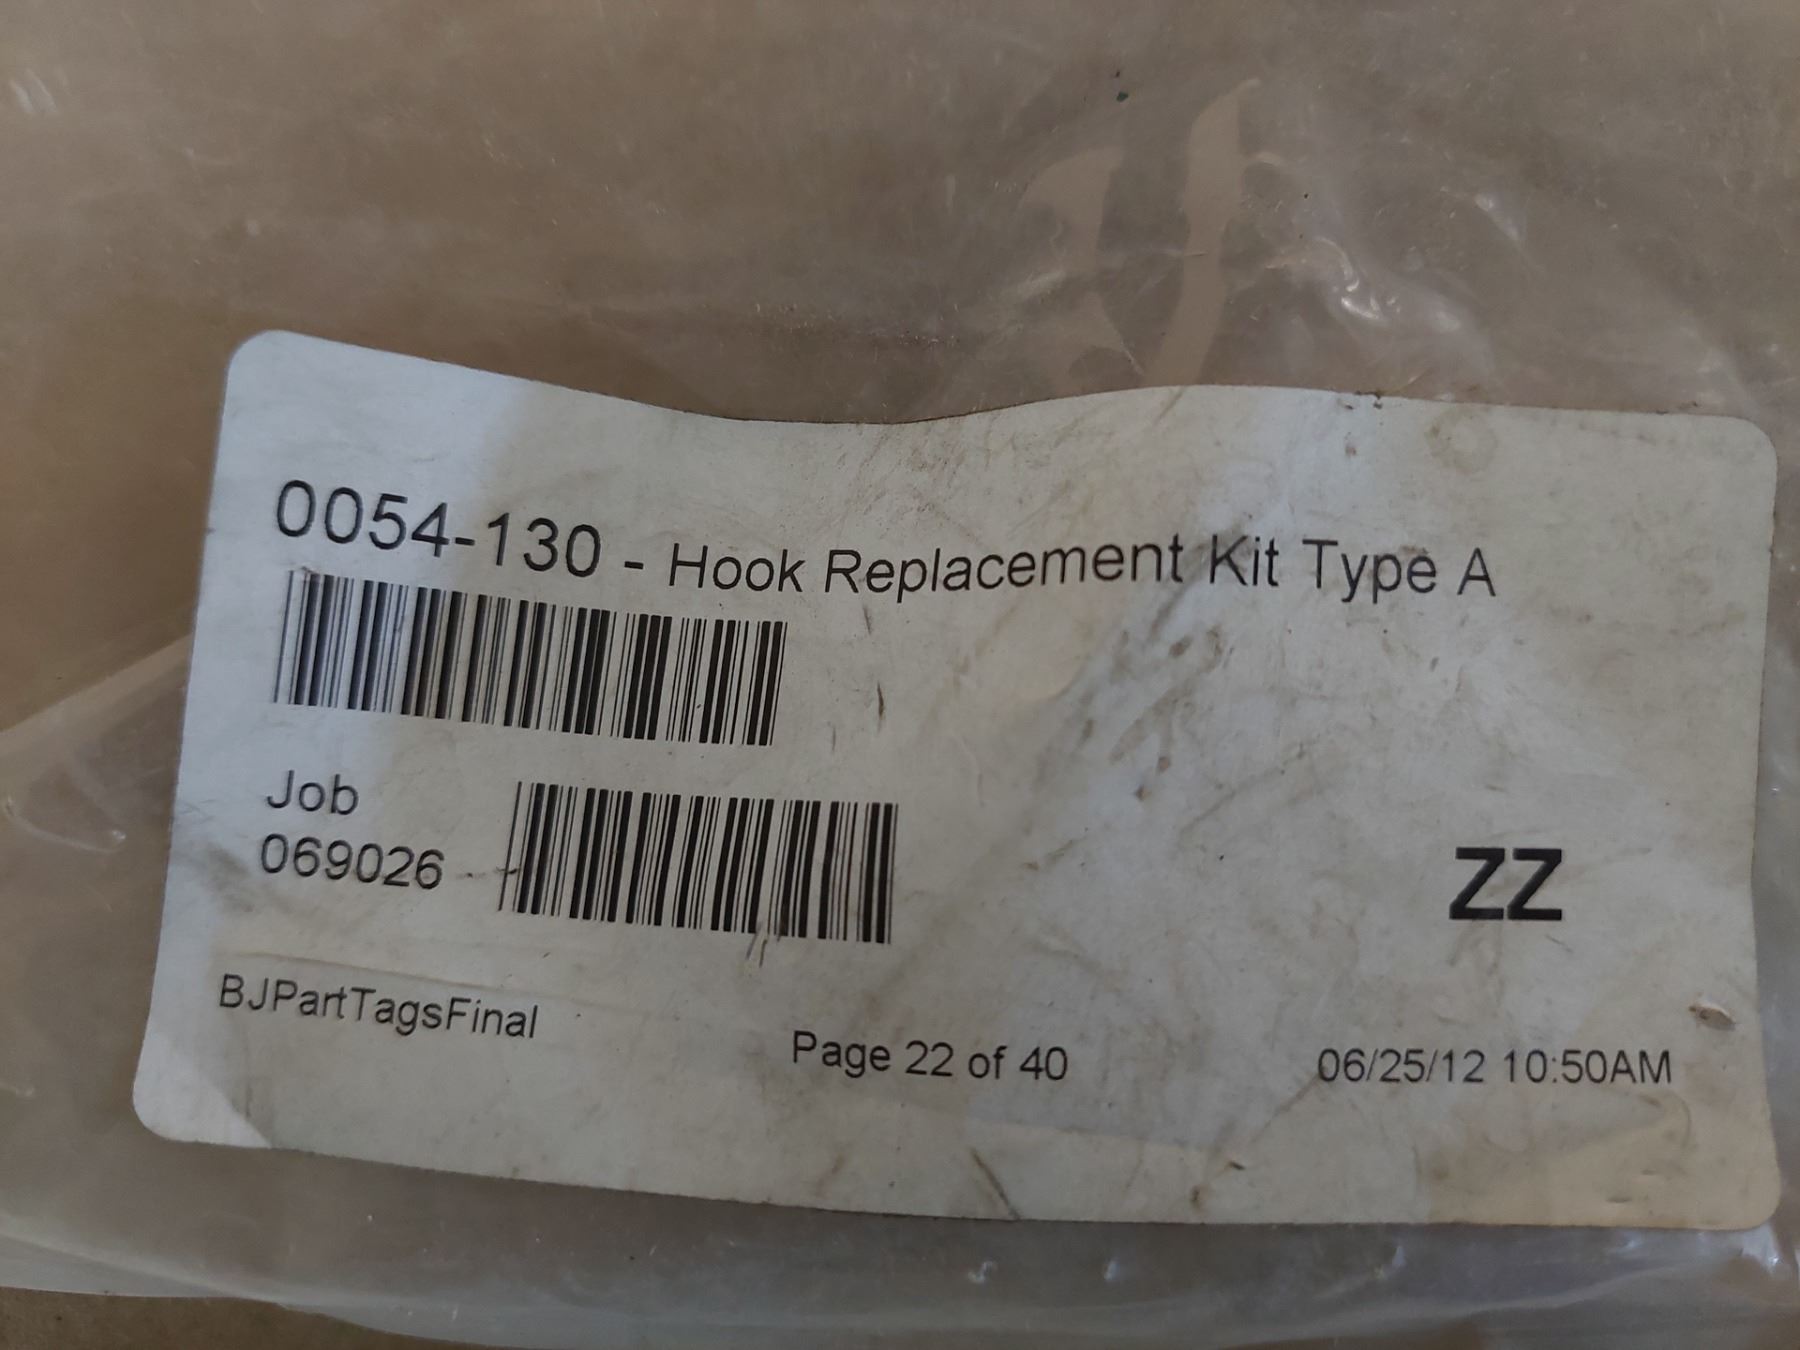 0054-130 - Hook Replacement Kit Type A
Job
069026
ZZ
BJPartTagsFinal
Page 22 of 40
06/25/12 10:50AM